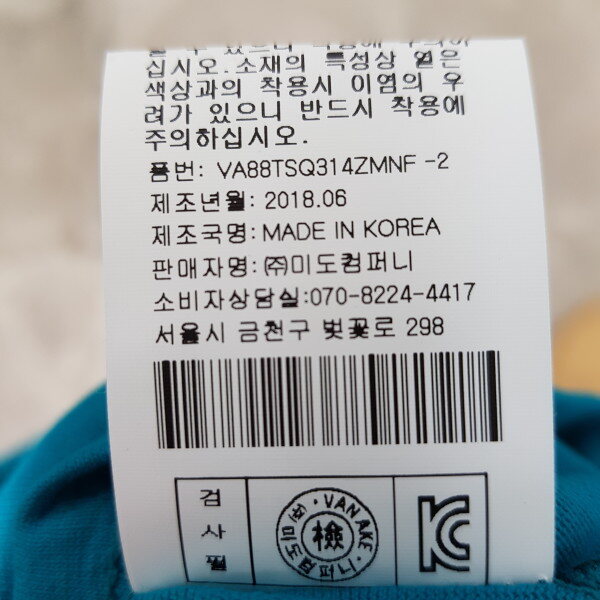 십시오.소재의 특성상 옅은
색상과의 착용시 이염의 우
려가 있으니 반드시 착용에
주의하십시오.
품번: VA88TSQ314ZMNF -2
제조년월: 2018.06
제조국명: MADE IN KOREA
판매자명: ㈜미도컴퍼니
소비자상담실:070-8224-4417
서울시 금천구 벚꽃로 298
검사필
VAN AKE
㈜미도컴퍼니
檢
KC